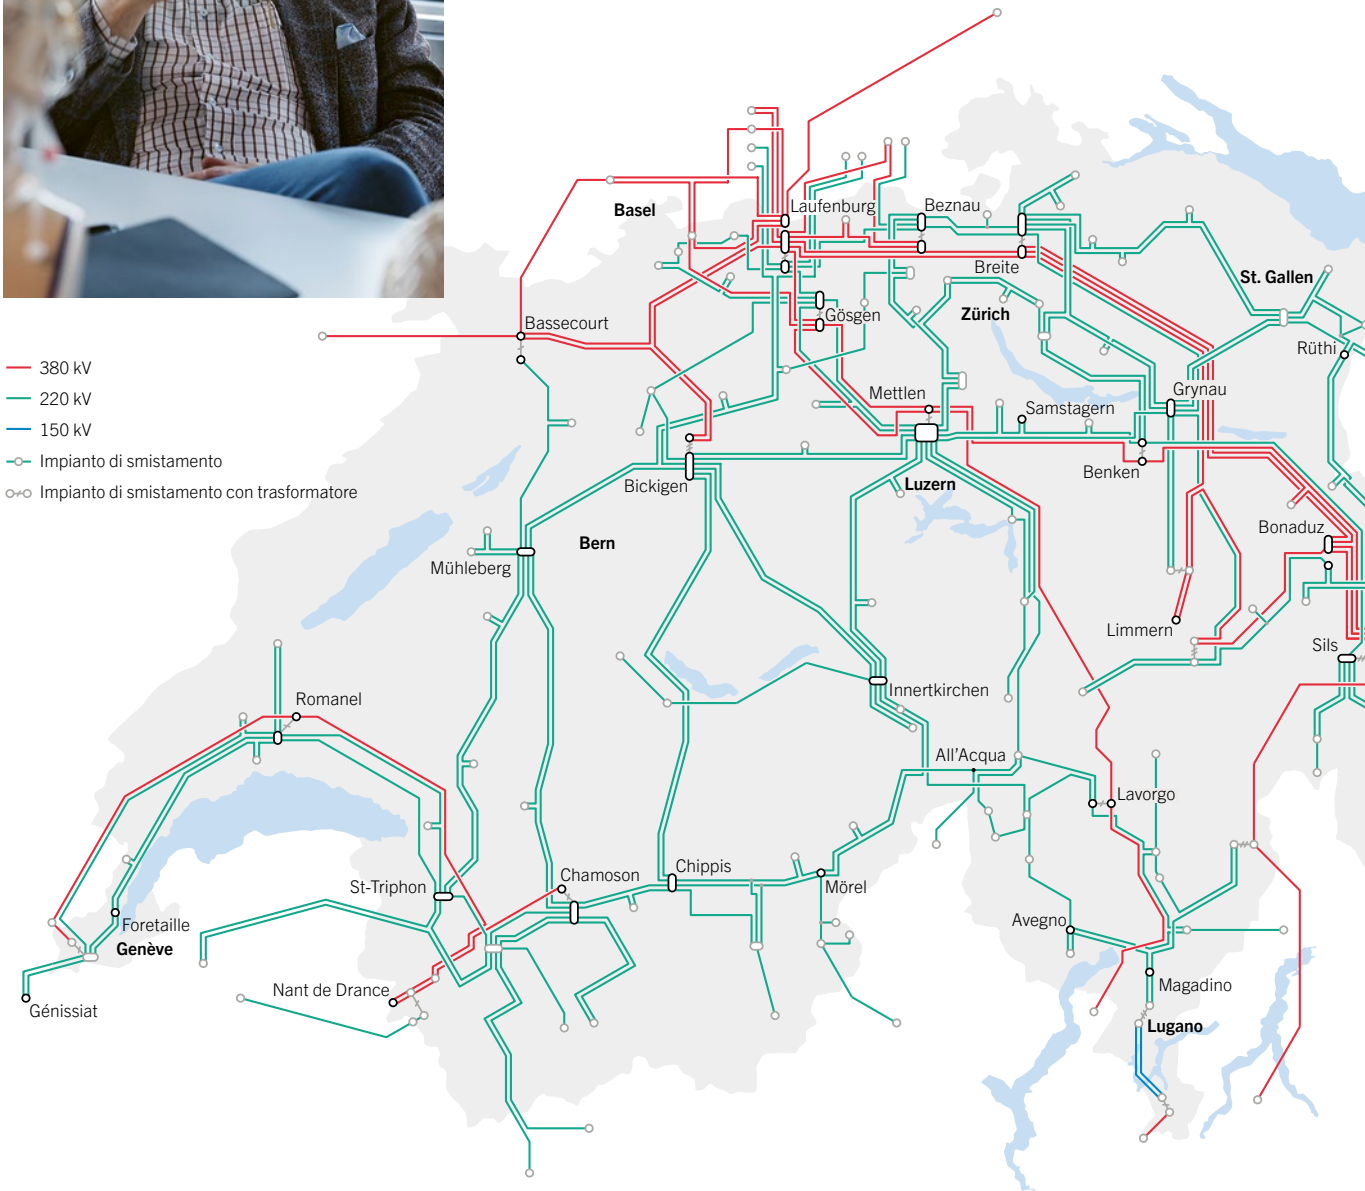 Basel
Laufenburg
Beznau
Breite
St. Gallen
Zürich
Gösgen
Bassecourt
Rüthi
380 kV
220 kV
150 kV
Impianto di smistamento
Impianto di smistamento con trasformatore
Mettlen
Grynau
Samstagern
Benken
Bickigen
Luzern
Bonaduz
Bern
Mühleberg
Limmern
Sils
Innertkirchen
Romanel
All'Acqua
Lavorgo
Chippis
Chamoson
St-Triphon
Mörel
Foretaille
Genève
Avegno
Nant de Drance
Magadino
Génissiat
Lugano